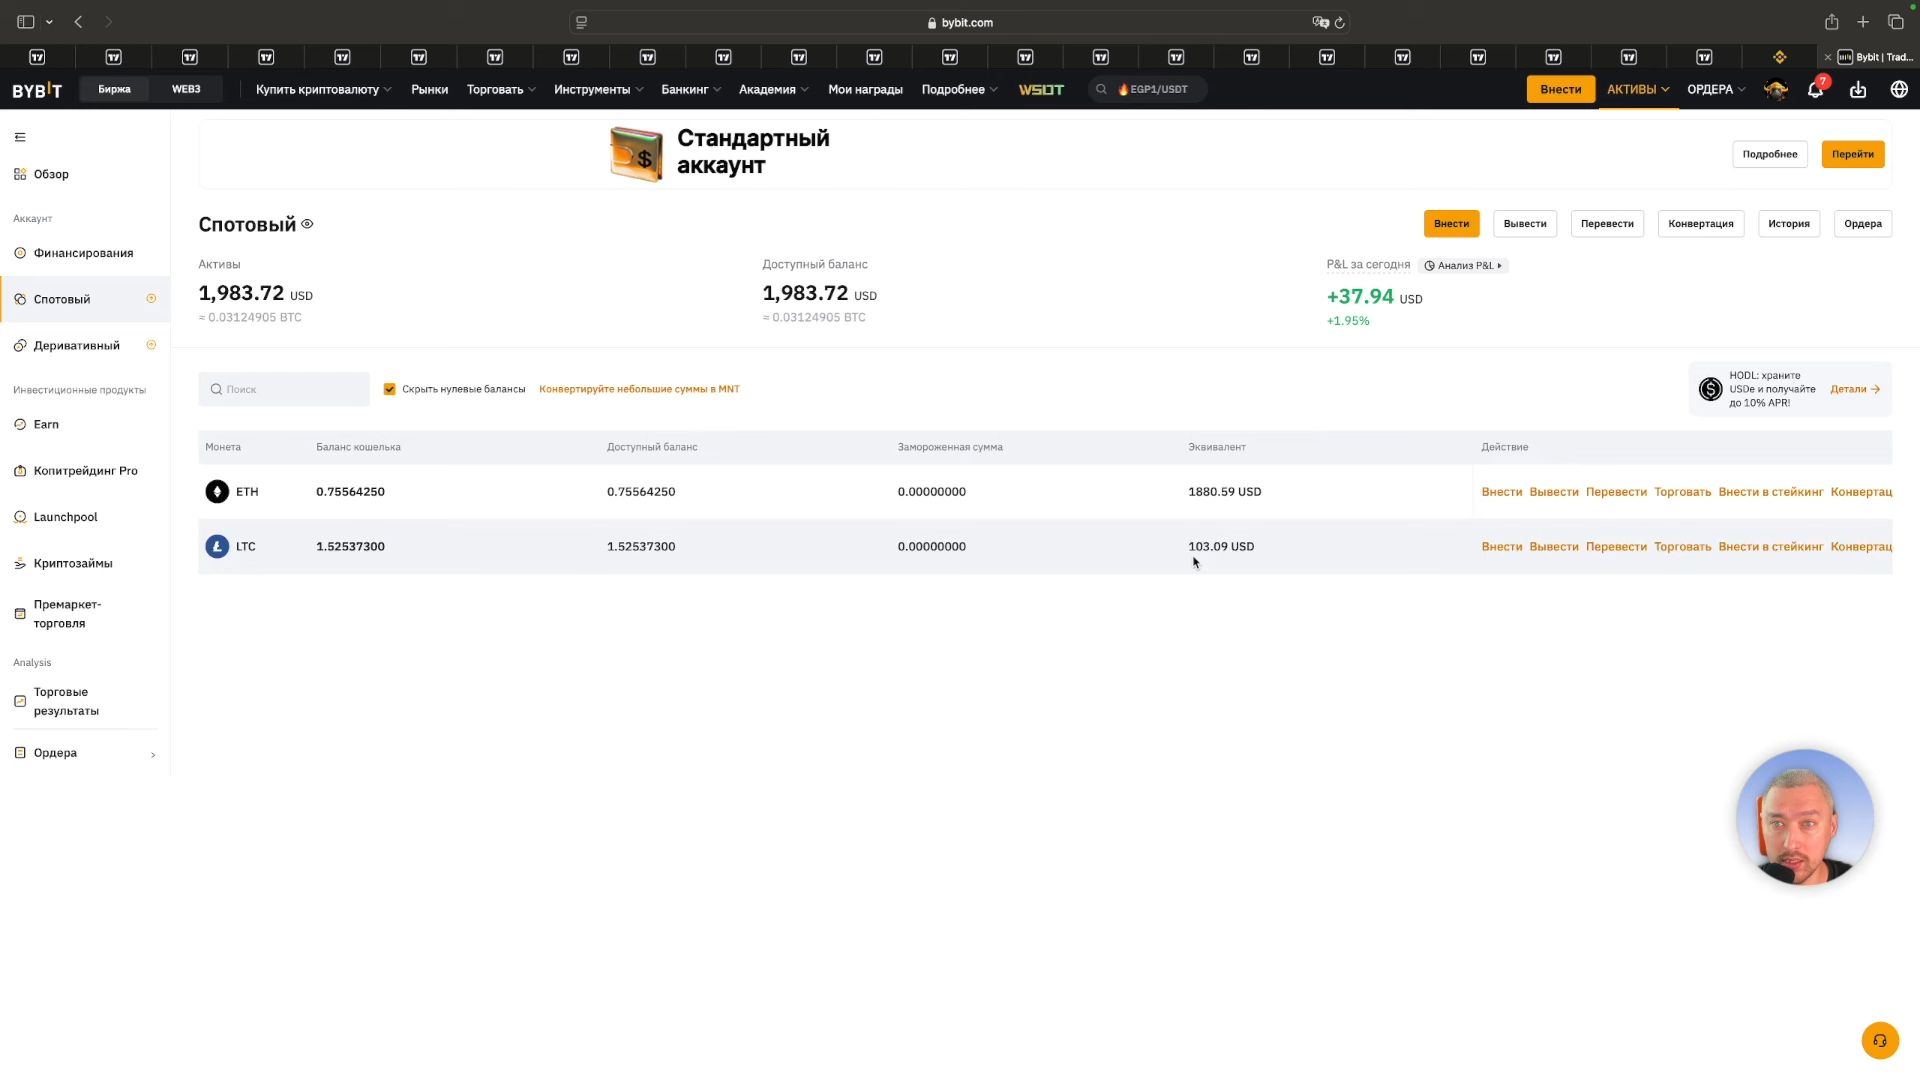 bybit.com
Bybit | Trad...
BYBIT
Биржа
WEB3
Купить криптовалюту
Рынки
Торговать
Инструменты
Банкинг
Академия
Мои награды
Подробнее
WSOT
🔥EGP1/USDT
Внести
АКТИВЫ
ОРДЕРА
7
Стандартный
аккаунт
Подробнее
Перейти
Обзор
Аккаунт
Финансирования
Спотовый
Деривативный
Инвестиционные продукты
Earn
Копитрейдинг Pro
Launchpool
Криптозаймы
Премаркет-
торговля
Analysis
Торговые
результаты
Ордера
Спотовый
Внести
Вывести
Перевести
Конвертация
История
Ордера
Активы
1,983.72 USD
≈ 0.03124905 BTC
Доступный баланс
1,983.72 USD
≈ 0.03124905 BTC
P&L за сегодня
Анализ P&L
+37.94 USD
+1.95%
Поиск
Скрыть нулевые балансы
Конвертируйте небольшие суммы в MNT
HODL: храните
USDe и получайте
до 10% APR!
Детали →
Монета Баланс кошелька Доступный баланс Замороженная сумма Эквивалент Действие
ETH 0.75564250 0.75564250 0.00000000 1880.59 USD Внести Вывести Перевести Торговать Внести в стейкинг Конвертац
LTC 1.52537300 1.52537300 0.00000000 103.09 USD Внести Вывести Перевести Торговать Внести в стейкинг Конвертац